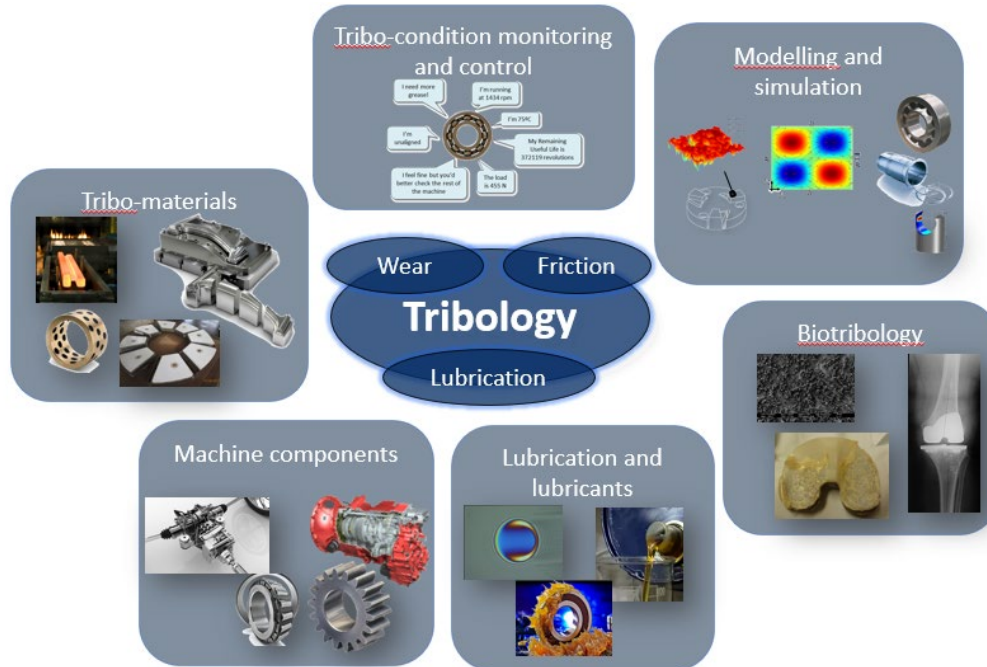 Tribo-condition monitoring
and control
I need more
grease!
I'm running
at 1434 rpm
I'm 75ºC
I'm
unaligned
My Remaining
Useful Life is
372119 revolutions
I feel fine but you'd
better check the rest of
the machine
The load
is 455 N
Modelling and
simulation
Tribo-materials
Wear
Friction
Tribology
Lubrication
Biotribology
Machine components
Lubrication and
lubricants